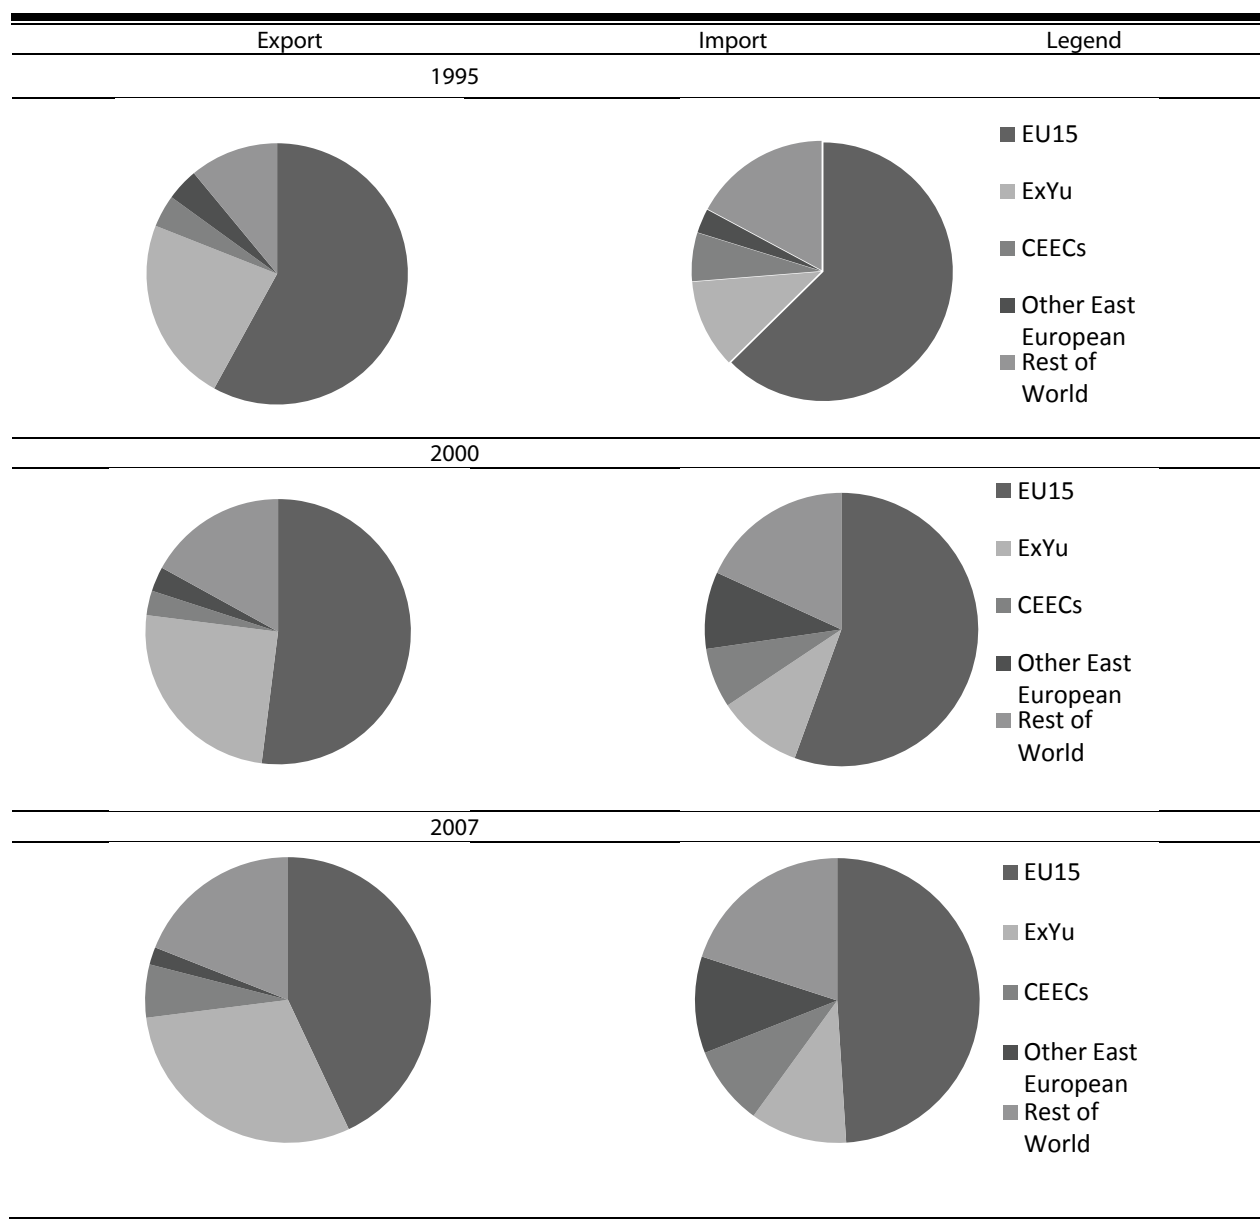 Export Import Legend
1995
EU15
ExYu
CEECs
Other East
European
Rest of
World
2000
EU15
ExYu
CEECs
Other East
European
Rest of
World
2007
EU15
ExYu
CEECs
Other East
European
Rest of
World